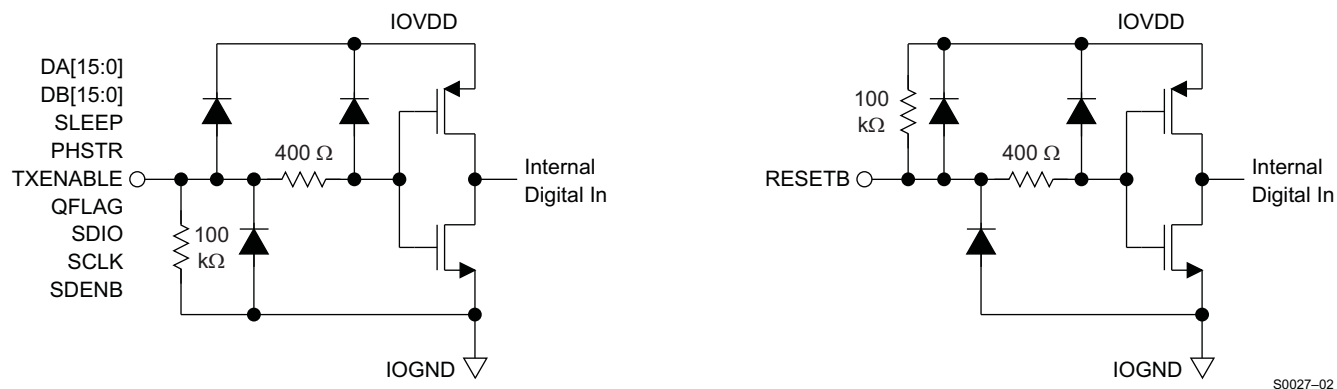 IOVDD
DA[15:0]
DB[15:0]
SLEEP
PHSTR
TXENABLE
QFLAG
SDIO
SCLK
SDENB
400 Ω
100
kΩ
Internal
Digital In
IOGND
IOVDD
100
kΩ
400 Ω
RESETB
Internal
Digital In
IOGND
S0027–02